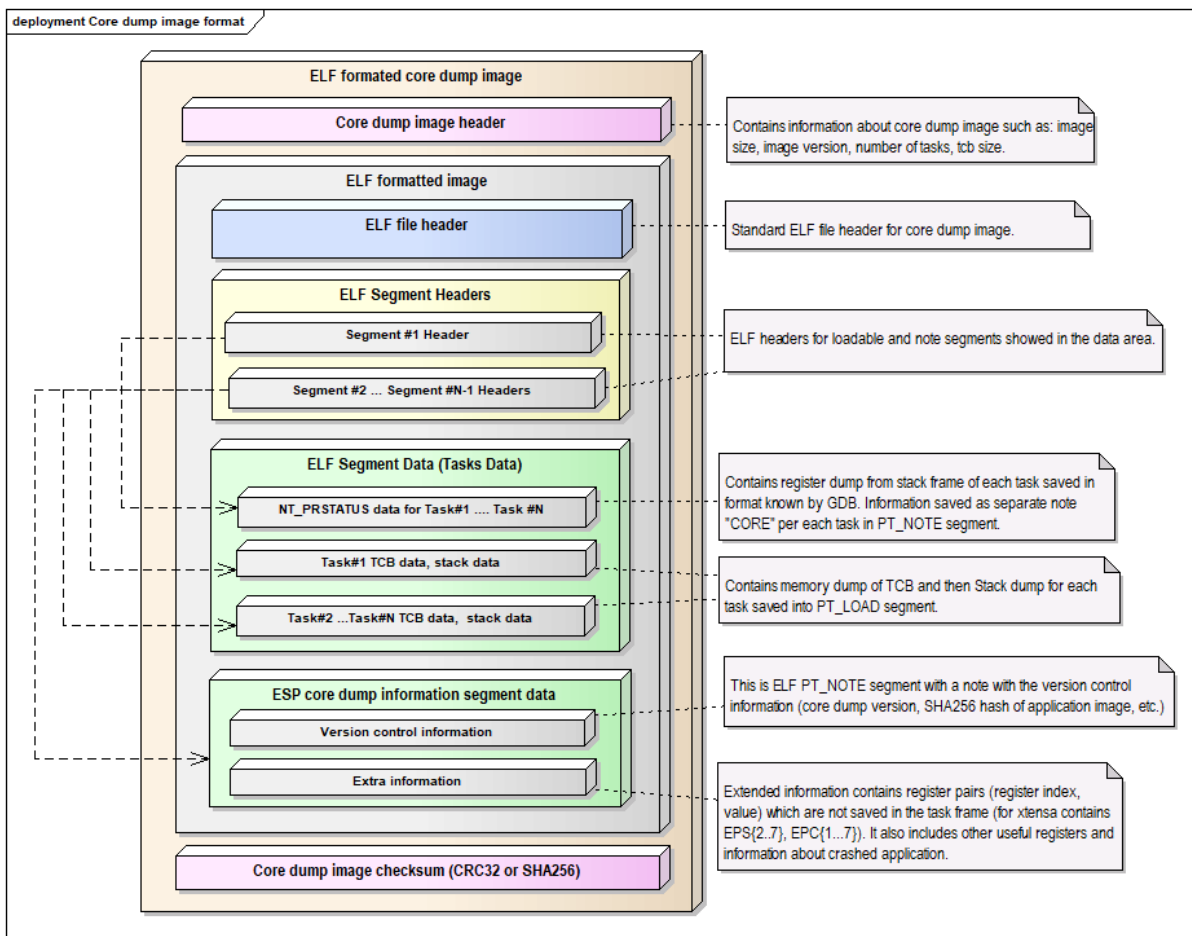 deployment Core dump image format
ELF formated core dump image
Core dump image header
Contains information about core dump image such as: image
size, image version, number of tasks, tcb size.
ELF formatted image
ELF file header
Standard ELF file header for core dump image.
ELF Segment Headers
Segment #1 Header
ELF headers for loadable and note segments showed in the data area.
Segment #2 ... Segment #N-1 Headers
ELF Segment Data (Tasks Data)
Contains register dump from stack frame of each task saved in
format known by GDB. Information saved as separate note
"CORE" per each task in PT_NOTE segment.
NT_PRSTATUS data for Task#1 .... Task #N
Task#1 TCB data, stack data
Contains memory dump of TCB and then Stack dump for each
task saved into PT_LOAD segment.
Task#2 ...Task#N TCB data, stack data
ESP core dump information segment data
This is ELF PT_NOTE segment with a note with the version control
information (core dump version, SHA256 hash of application image, etc.)
Version control information
Extra information
Extended information contains register pairs (register index,
value) which are not saved in the task frame (for xtensa contains
EPS{2..7}, EPC{1...7}). It also includes other useful registers and
information about crashed application.
Core dump image checksum (CRC32 or SHA256)